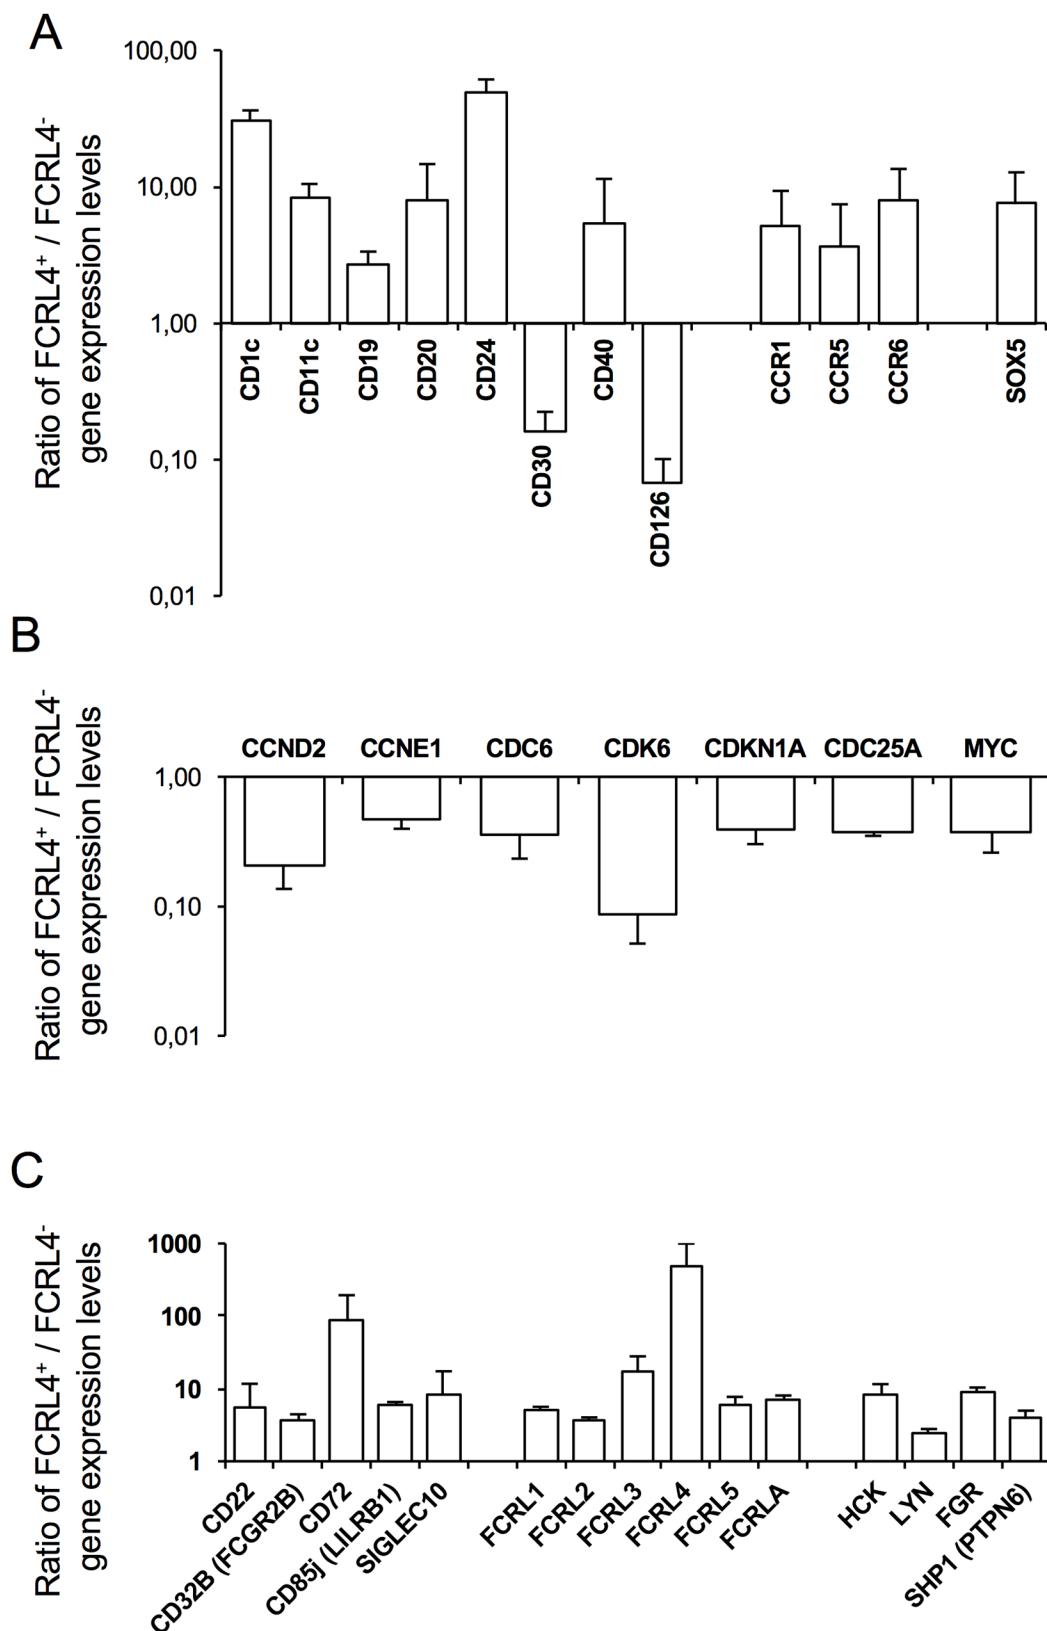 A
Ratio of FCRL4⁺ / FCRL4⁻
gene expression levels
100,00
10,00
1,00
0,10
0,01
CD1c
CD11c
CD19
CD20
CD24
CD30
CD40
CD126
CCR1
CCR5
CCR6
SOX5
B
Ratio of FCRL4⁺ / FCRL4⁻
gene expression levels
CCND2 CCNE1 CDC6 CDK6 CDKN1A CDC25A MYC
1,00
0,10
0,01
C
Ratio of FCRL4⁺ / FCRL4⁻
gene expression levels
1000
100
10
1
CD22
CD32B (FCGR2B)
CD72
CD85j (LILRB1)
SIGLEC10
FCRL1
FCRL2
FCRL3
FCRL4
FCRL5
FCRLA
HCK
LYN
FGR
SHP1 (PTPN6)